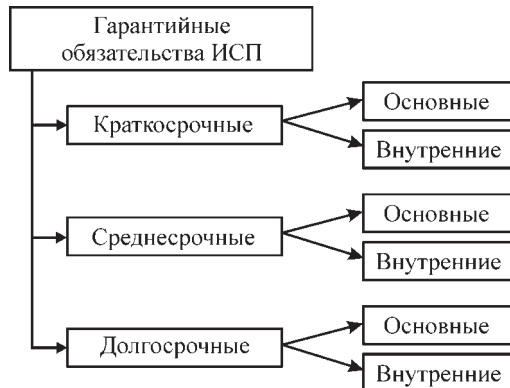 Гарантийные
обязательства ИСП
Краткосрочные
Основные
Внутренние
Среднесрочные
Основные
Внутренние
Долгосрочные
Основные
Внутренние